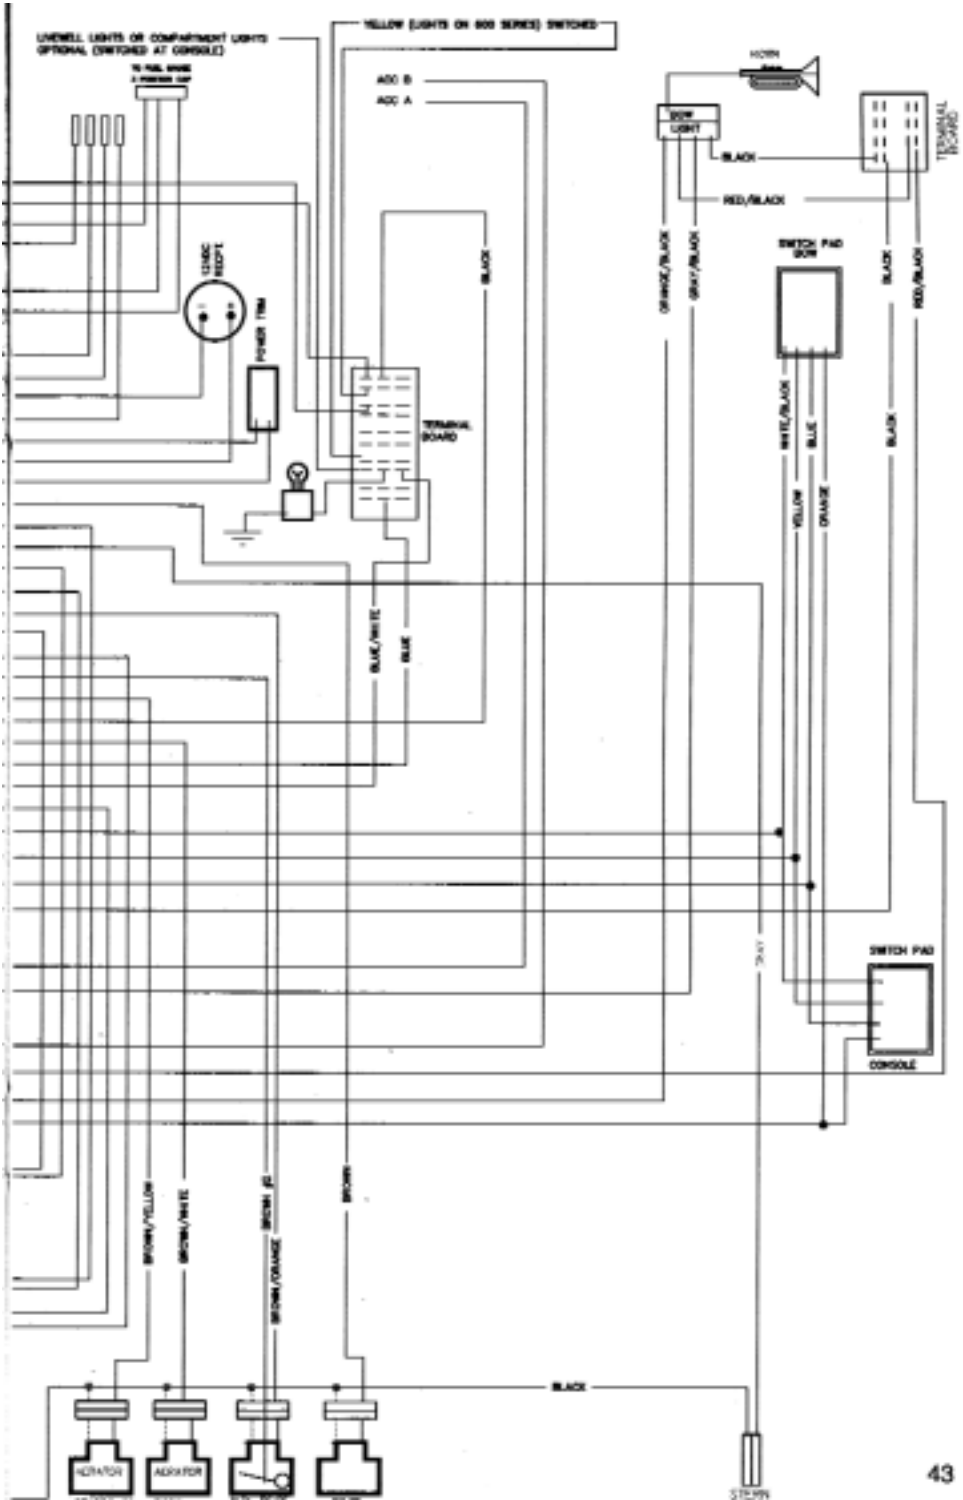 YELLOW (LIGHTS ON 600 SERIES) SWITCHED
LIVEWELL LIGHTS OR COMPARTMENT LIGHTS
OPTIONAL (SWITCHED AT CONSOLE)
TO FUEL GAUGE
ACC B
ACC A
HORN
BOW
LIGHT
TERMINAL
BOARD
BLACK
RED/BLACK
12VDC
RECPT.
POWER TRIM
BLACK
ORANGE/BLACK
GRAY/BLACK
SWITCH PAD
BOW
BLACK
RED/BLACK
TERMINAL
BOARD
WHITE/BLACK
BLUE
BLACK
YELLOW
ORANGE
BLUE/WHITE
BLUE
GRAY
SWITCH PAD
CONSOLE
BROWN/YELLOW
BROWN/WHITE
BROWN
BROWN/ORANGE
BROWN
BLACK
AERATOR
AERATOR
STERN
43